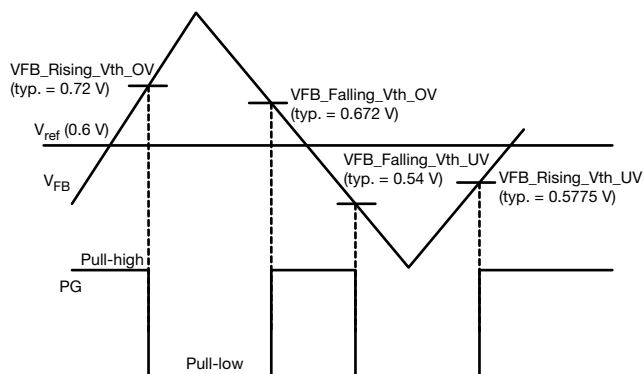 VFB_Rising_Vth_OV
(typ. = 0.72 V)
VFB_Falling_Vth_OV
(typ. = 0.672 V)
Vref (0.6 V)
VFB_Falling_Vth_UV
(typ. = 0.54 V)
VFB_Rising_Vth_UV
(typ. = 0.5775 V)
VFB
Pull-high
PG
Pull-low